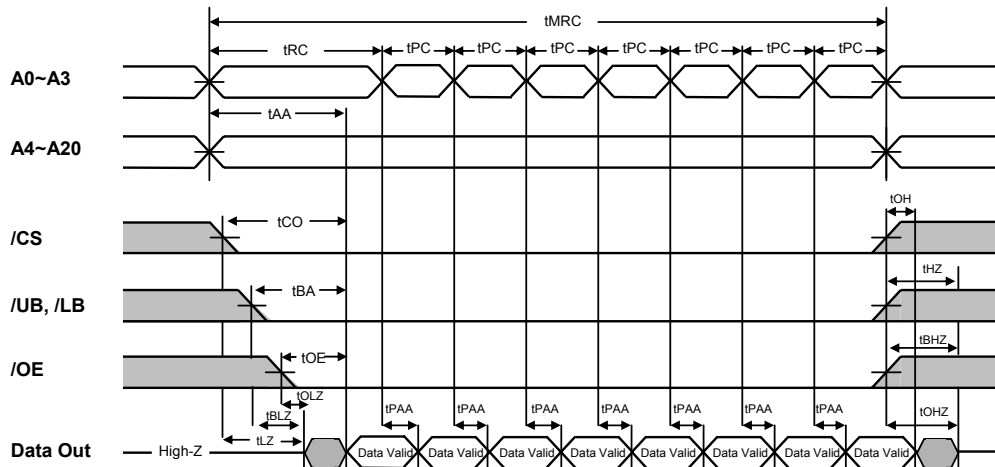 tMRC
tRC tPC tPC tPC tPC tPC tPC tPC
A0~A3
tAA
A4~A20
tOH
tCO
/CS
tHZ
tBA
/UB, /LB
tBHZ
tOE
/OE
tOLZ
tBLZ tPAA tPAA tPAA tPAA tPAA tPAA tPAA tOHZ
tLZ
Data Out High-Z Data Valid Data Valid Data Valid Data Valid Data Valid Data Valid Data Valid Data Valid